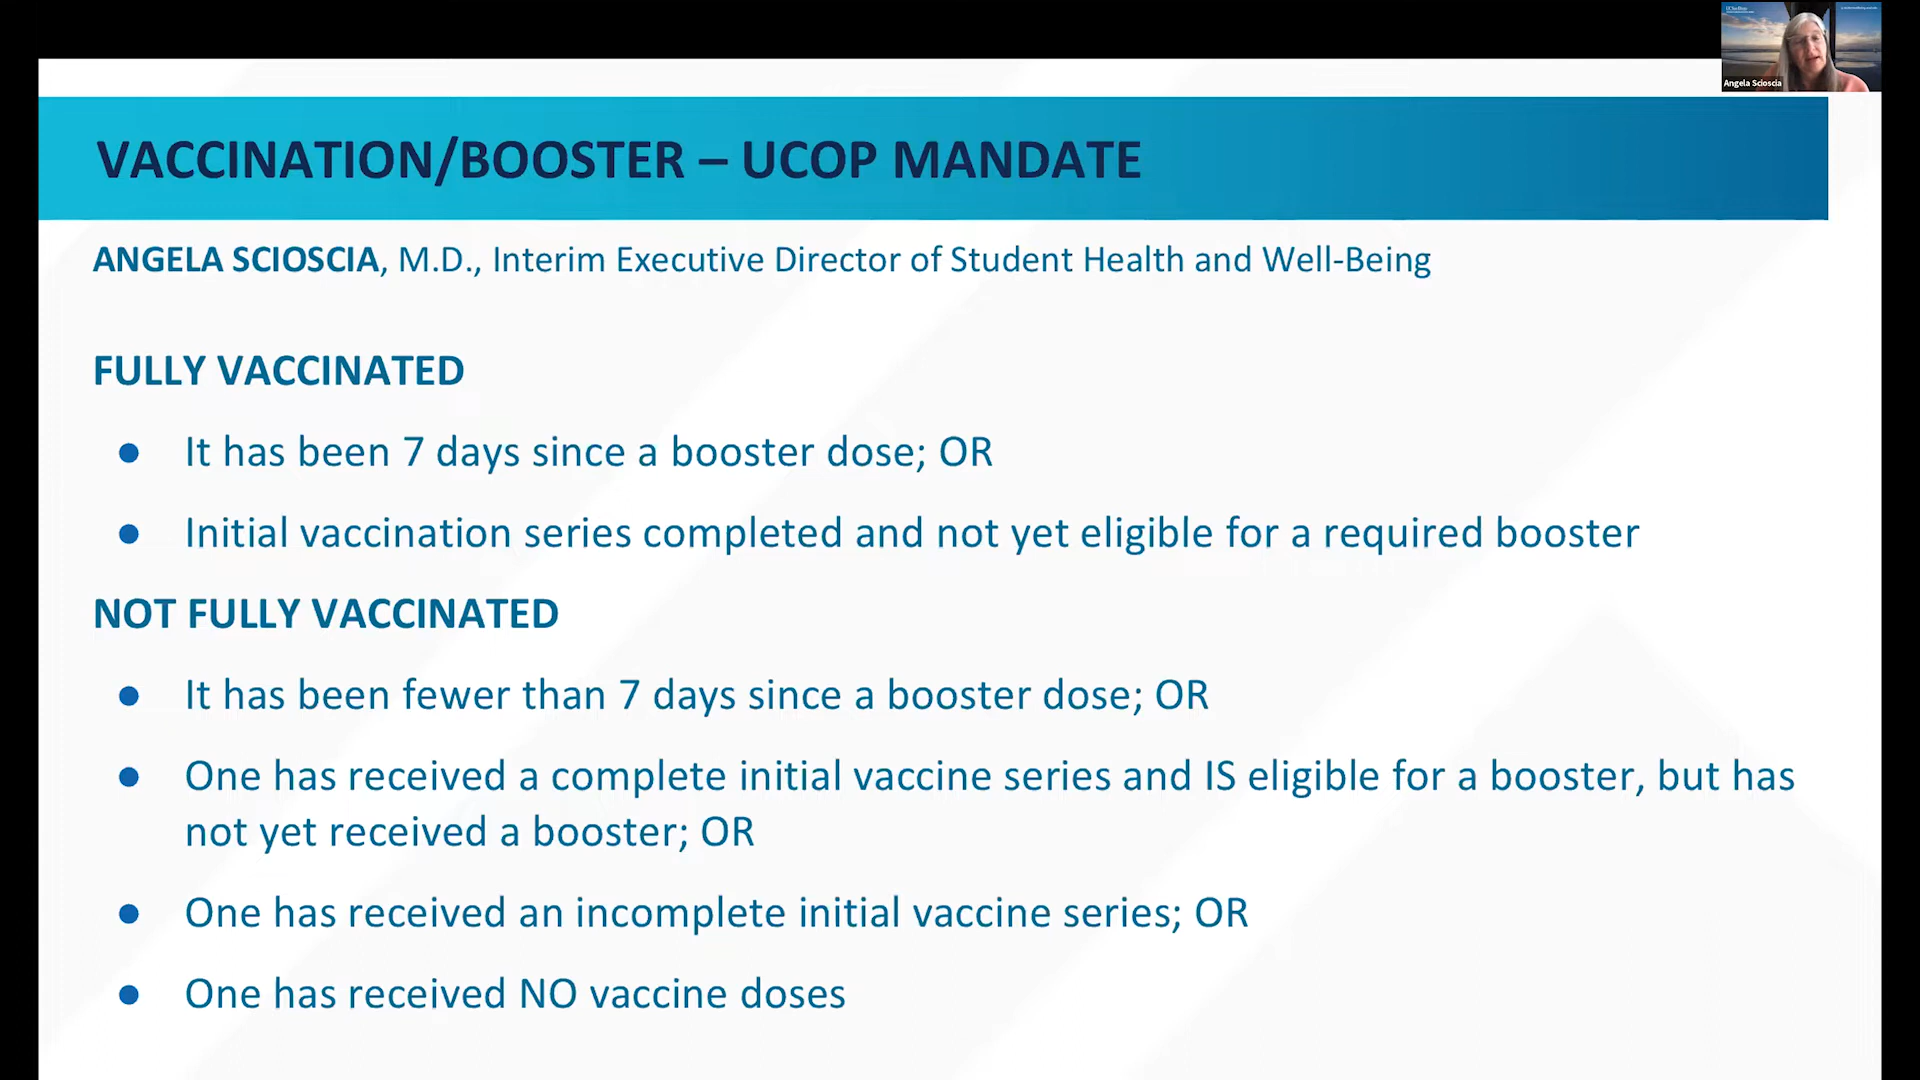 Angela Scioscia
VACCINATION/BOOSTER – UCOP MANDATE
ANGELA SCIOSCIA, M.D., Interim Executive Director of Student Health and Well-Being
FULLY VACCINATED
● It has been 7 days since a booster dose; OR
● Initial vaccination series completed and not yet eligible for a required booster
NOT FULLY VACCINATED
● It has been fewer than 7 days since a booster dose; OR
● One has received a complete initial vaccine series and IS eligible for a booster, but has
not yet received a booster; OR
● One has received an incomplete initial vaccine series; OR
● One has received NO vaccine doses